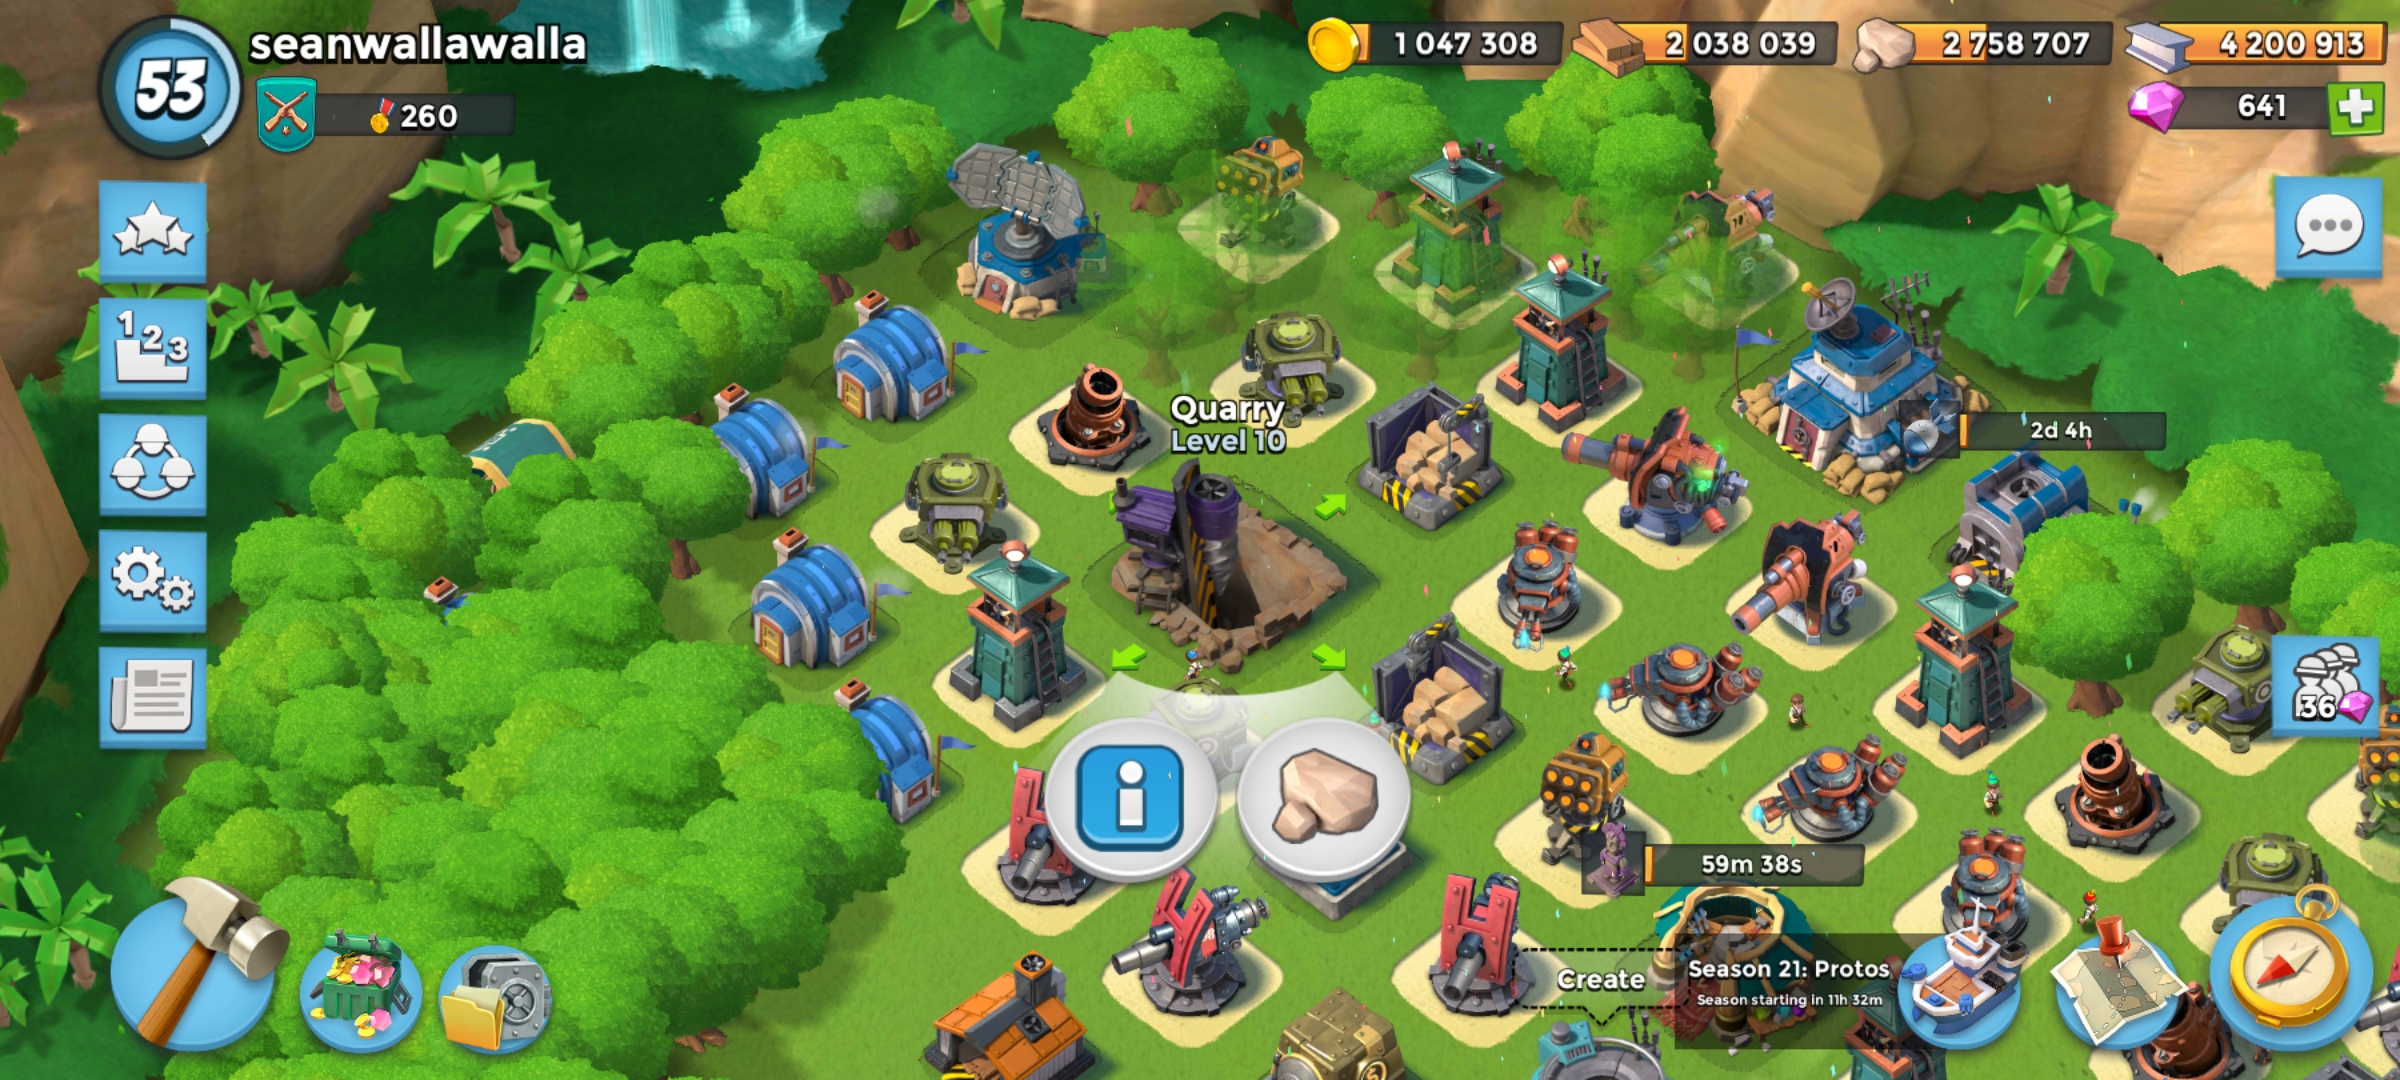 53
seanwallawalla
260
1 047 308
2 038 039
2 758 707
4 200 913
641
123
Quarry
Level 10
2d 4h
36
59m 38s
Create
Season 21: Protos
Season starting in 11h 32m